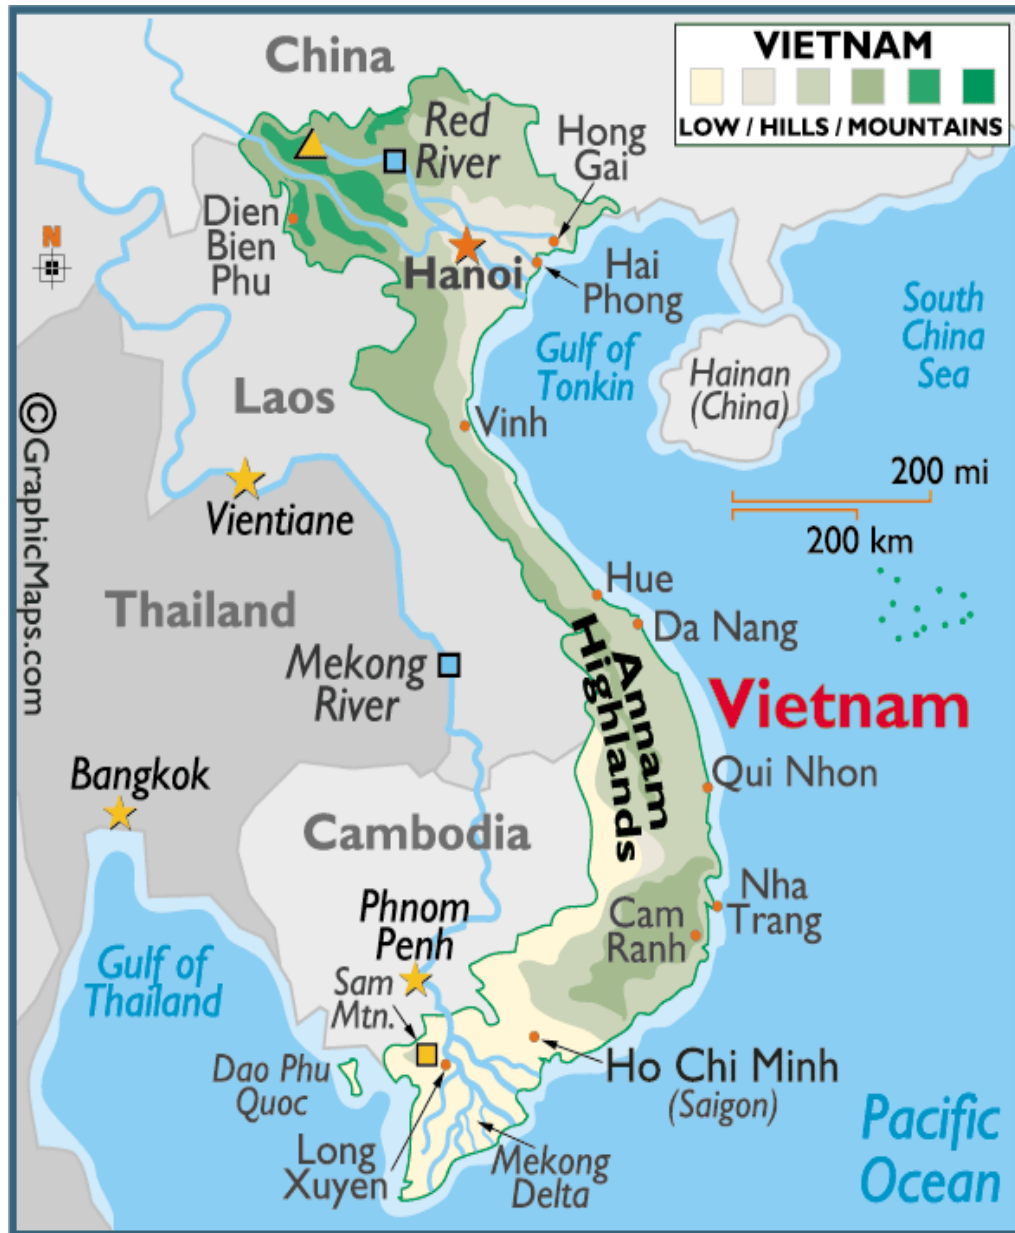 China
VIETNAM
LOW / HILLS / MOUNTAINS
Red
River
Hong
Gai
Dien
Bien
Phu
N
Hanoi
Hai
Phong
South
China
Sea
Gulf of
Tonkin
Hainan
(China)
Laos
Vinh
200 mi
200 km
Vientiane
©GraphicMaps.com
Hue
Thailand
Da Nang
Annam
Highlands
Mekong
River
Vietnam
Bangkok
Qui Nhon
Cambodia
Nha
Trang
Phnom
Penh
Cam
Ranh
Gulf of
Thailand
Sam
Mtn.
Dao Phu
Quoc
Ho Chi Minh
(Saigon)
Long
Xuyen
Mekong
Delta
Pacific
Ocean